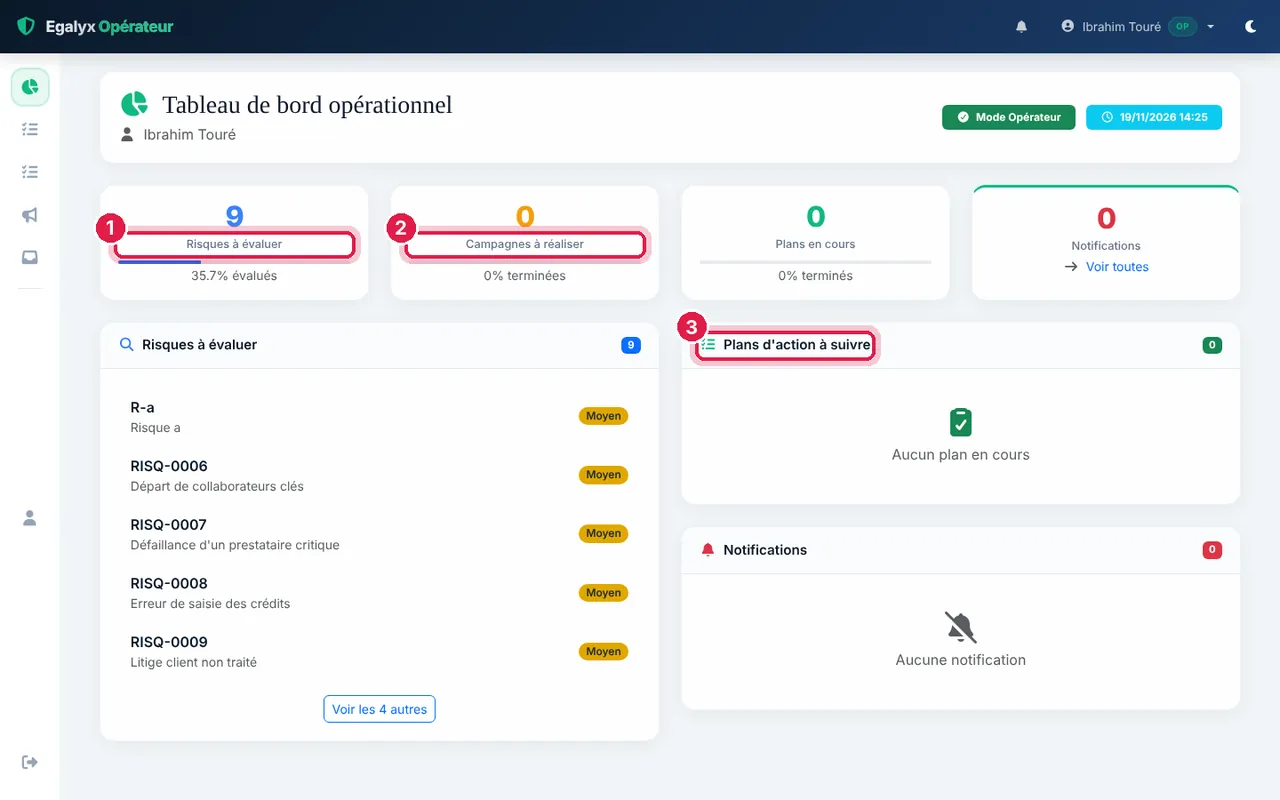 Egalyx Opérateur
Ibrahim Touré OP
Tableau de bord opérationnel
Ibrahim Touré
Mode Opérateur
19/11/2026 14:25
1
9
Risques à évaluer
35.7% évalués
2
0
Campagnes à réaliser
0% terminées
0
Plans en cours
0% terminés
0
Notifications
Voir toutes
Risques à évaluer 9
R-a
Risque a
Moyen
RISQ-0006
Départ de collaborateurs clés
Moyen
RISQ-0007
Défaillance d'un prestataire critique
Moyen
RISQ-0008
Erreur de saisie des crédits
Moyen
RISQ-0009
Litige client non traité
Moyen
Voir les 4 autres
3
Plans d'action à suivre 0
Aucun plan en cours
Notifications 0
Aucune notification